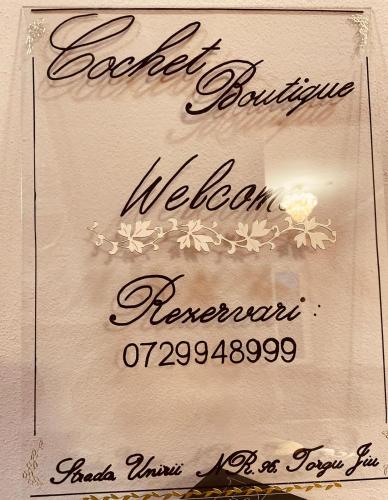 Cochet
Boutique
Welcome
Rezervari :
0729948999
Strada Unirii NR. 96. Torgu Jiu